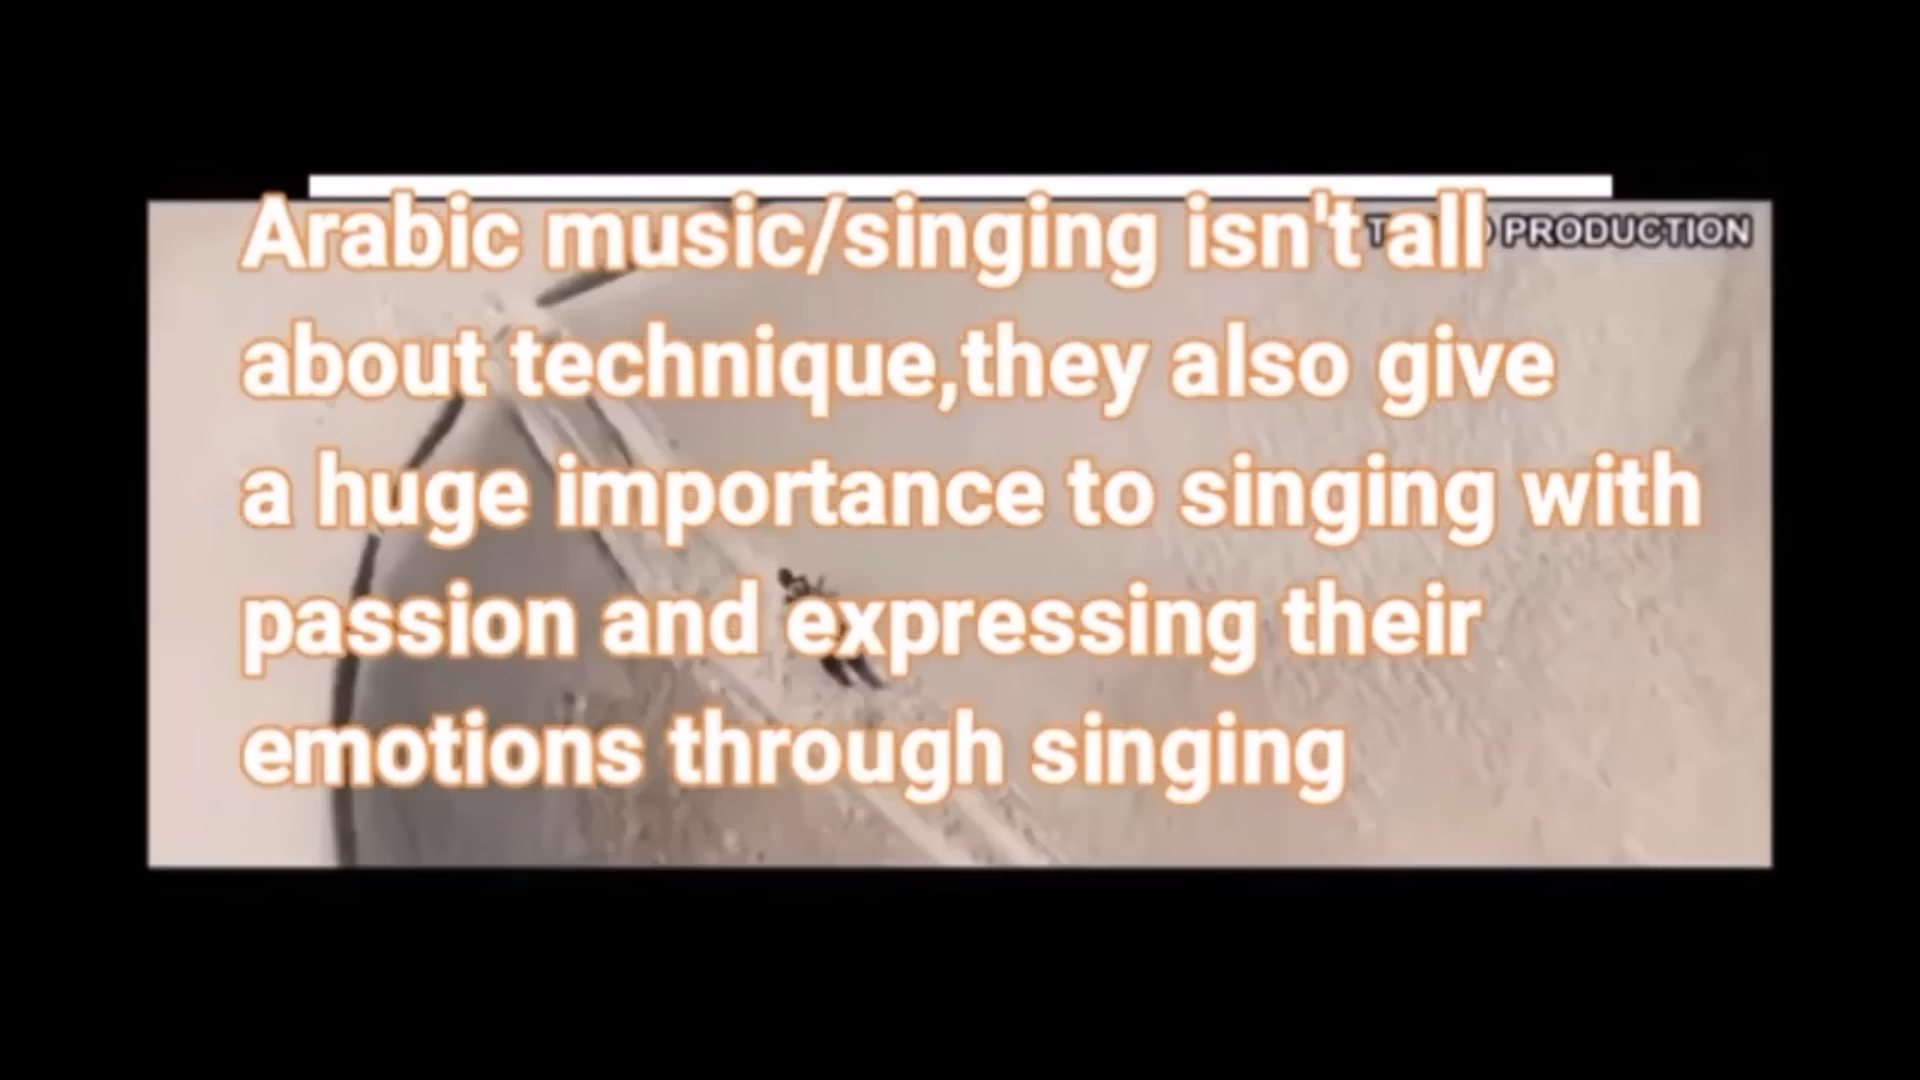 Arabic music/singing isn't all
PRODUCTION
about technique,they also give
a huge importance to singing with
passion and expressing their
emotions through singing